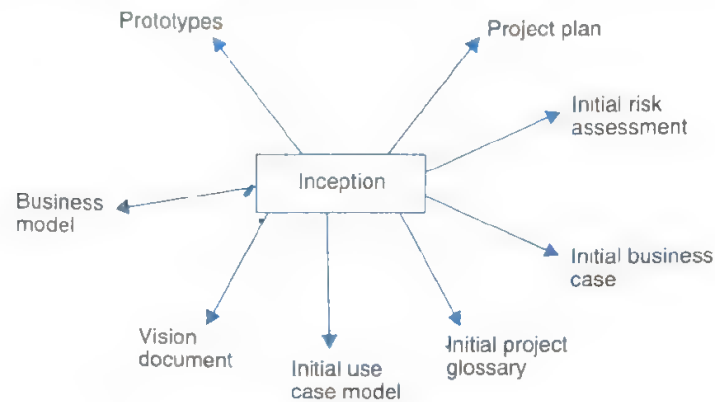 Prototypes
Project plan
Initial risk
assessment
Inception
Business
model
Initial business
case
Vision
document
Initial use
case model
Initial project
glossary